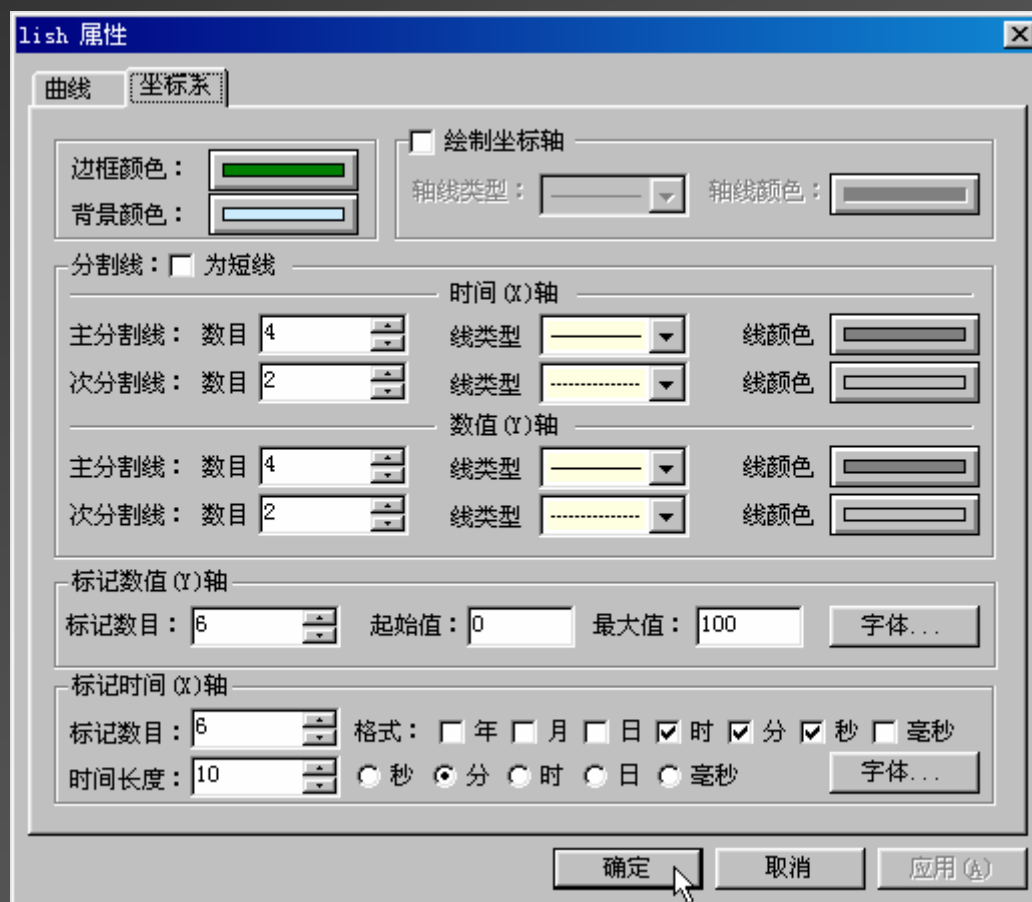 lish 属性
曲线 坐标系
边框颜色：
背景颜色：
绘制坐标轴
轴线类型： 轴线颜色：
分割线： 为短线
时间(X)轴
主分割线： 数目 4 线类型 线颜色
次分割线： 数目 2 线类型 线颜色
数值(Y)轴
主分割线： 数目 4 线类型 线颜色
次分割线： 数目 2 线类型 线颜色
标记数值(Y)轴
标记数目： 6 起始值： 0 最大值： 100 字体...
标记时间(X)轴
标记数目： 6 格式： 年 月 日 时 分 秒 毫秒
时间长度： 10 秒 分 时 日 毫秒 字体...
确定 取消 应用(A)